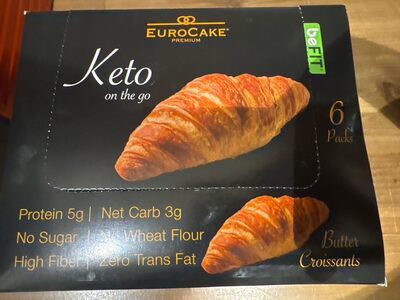 EUROCAKE®
PREMIUM
beFIT
Keto
on the go
6
Packs
Protein 5g | Net Carb 3g
No Sugar | No Wheat Flour
High Fiber | Zero Trans Fat
Butter
Croissants